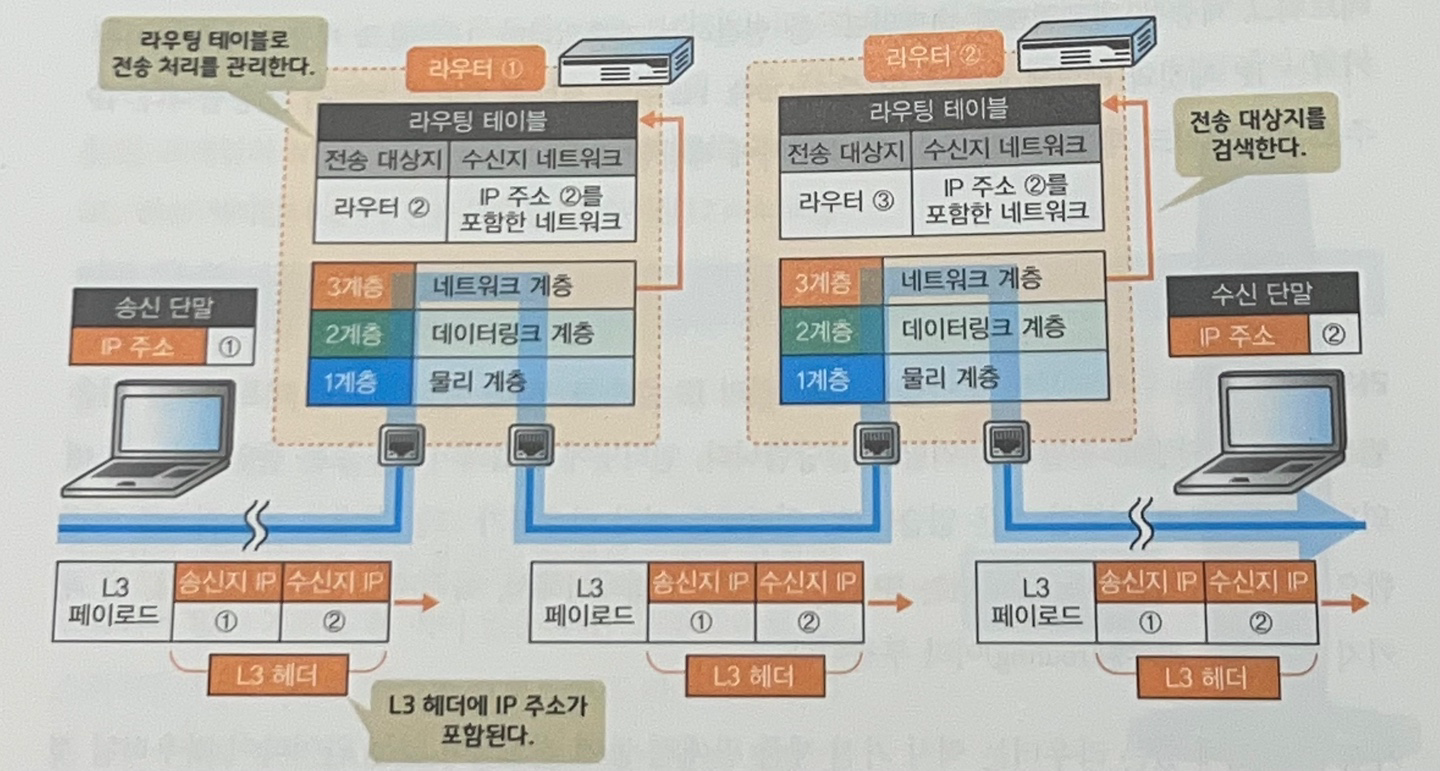 라우팅 테이블로
전송 처리를 관리한다.
라우터 ①
라우팅 테이블
전송 대상지 수신지 네트워크
라우터 ② IP 주소 ②를
포함한 네트워크
3계층 네트워크 계층
2계층 데이터링크 계층
1계층 물리 계층
라우터 ②
라우팅 테이블
전송 대상지 수신지 네트워크
라우터 ③ IP 주소 ②를
포함한 네트워크
3계층 네트워크 계층
2계층 데이터링크 계층
1계층 물리 계층
전송 대상지를
검색한다.
송신 단말
IP 주소 ①
수신 단말
IP 주소 ②
L3
페이로드
송신지 IP 수신지 IP
① ②
L3 헤더
L3
페이로드
송신지 IP 수신지 IP
① ②
L3 헤더
L3
페이로드
송신지 IP 수신지 IP
① ②
L3 헤더
L3 헤더에 IP 주소가
포함된다.